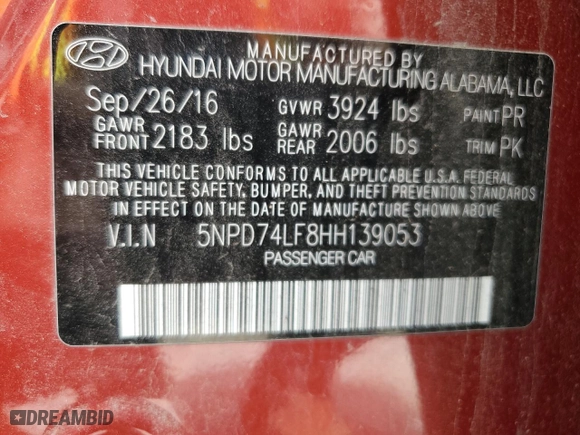 MANUFACTURED BY
HYUNDAI MOTOR MANUFACTURING ALABAMA, LLC
Sep/26/16 GVWR 3924 lbs PAINT PR
GAWR FRONT 2183 lbs GAWR REAR 2006 lbs TRIM PK
THIS VEHICLE CONFORMS TO ALL APPLICABLE U.S.A. FEDERAL
MOTOR VEHICLE SAFETY, BUMPER, AND THEFT PREVENTION STANDARDS
IN EFFECT ON THE DATE OF MANUFACTURE SHOWN ABOVE.
V.I.N 5NPD74LF8HH139053
PASSENGER CAR
DREAMBID